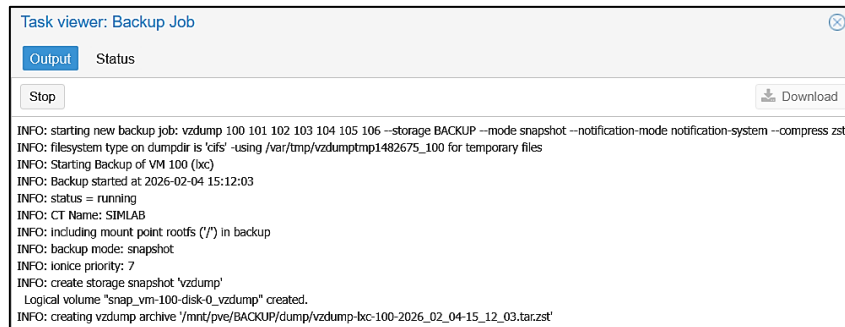 Task viewer: Backup Job
Output Status
Stop Download
INFO: starting new backup job: vzdump 100 101 102 103 104 105 106 --storage BACKUP --mode snapshot --notification-mode notification-system --compress zst
INFO: filesystem type on dumpdir is 'cifs' -using /var/tmp/vzdumptmp1482675_100 for temporary files
INFO: Starting Backup of VM 100 (lxc)
INFO: Backup started at 2026-02-04 15:12:03
INFO: status = running
INFO: CT Name: SIMLAB
INFO: including mount point rootfs ('/') in backup
INFO: backup mode: snapshot
INFO: ionice priority: 7
INFO: create storage snapshot 'vzdump'
Logical volume "snap_vm-100-disk-0_vzdump" created.
INFO: creating vzdump archive '/mnt/pve/BACKUP/dump/vzdump-lxc-100-2026_02_04-15_12_03.tar.zst'